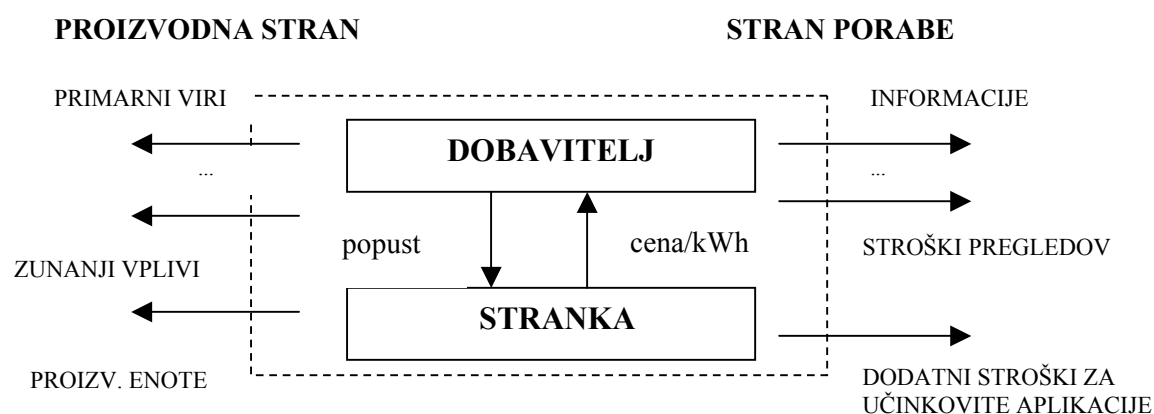 PROIZVODNA STRAN STRAN PORABE
PRIMARNI VIRI INFORMACIJE
DOBAVITELJ
... ...
popust cena/kWh STROŠKI PREGLEDOV
ZUNANJI VPLIVI
STRANKA
PROIZV. ENOTE DODATNI STROŠKI ZA
UČINKOVITE APLIKACIJE